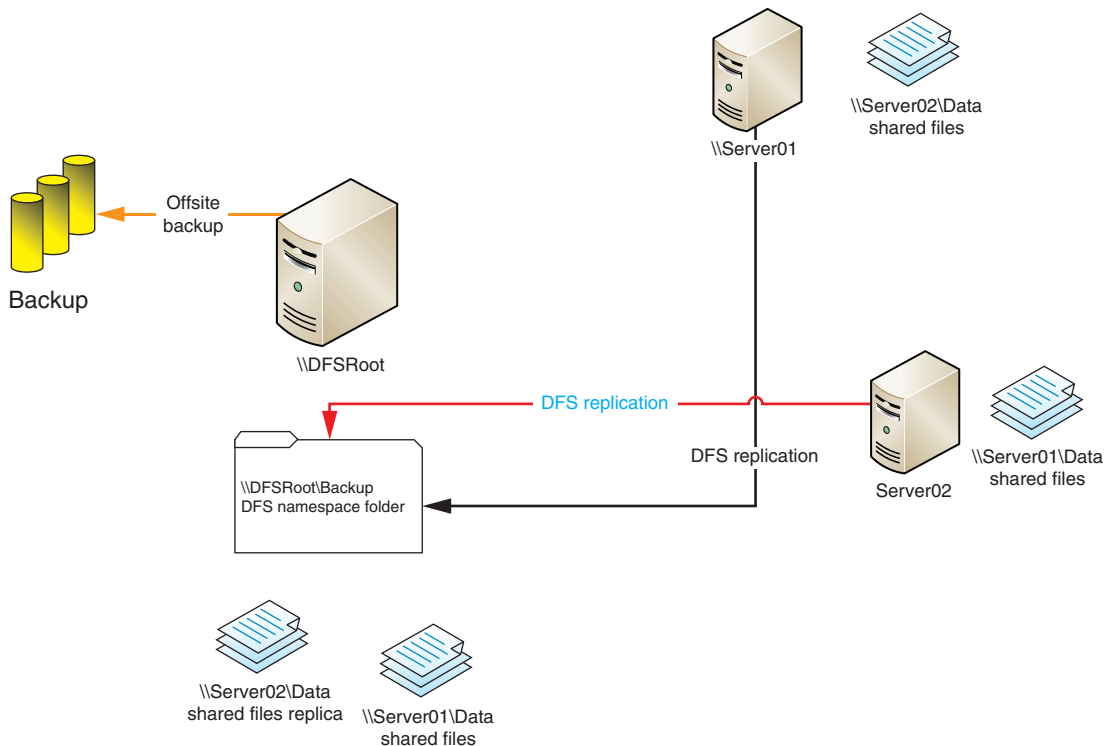 \\Server02\Data
shared files
\\Server01
Offsite
backup
Backup
\\DFSRoot
DFS replication
DFS replication
\\Server01\Data
shared files
Server02
\\DFSRoot\Backup
DFS namespace folder
\\Server02\Data
shared files replica
\\Server01\Data
shared files